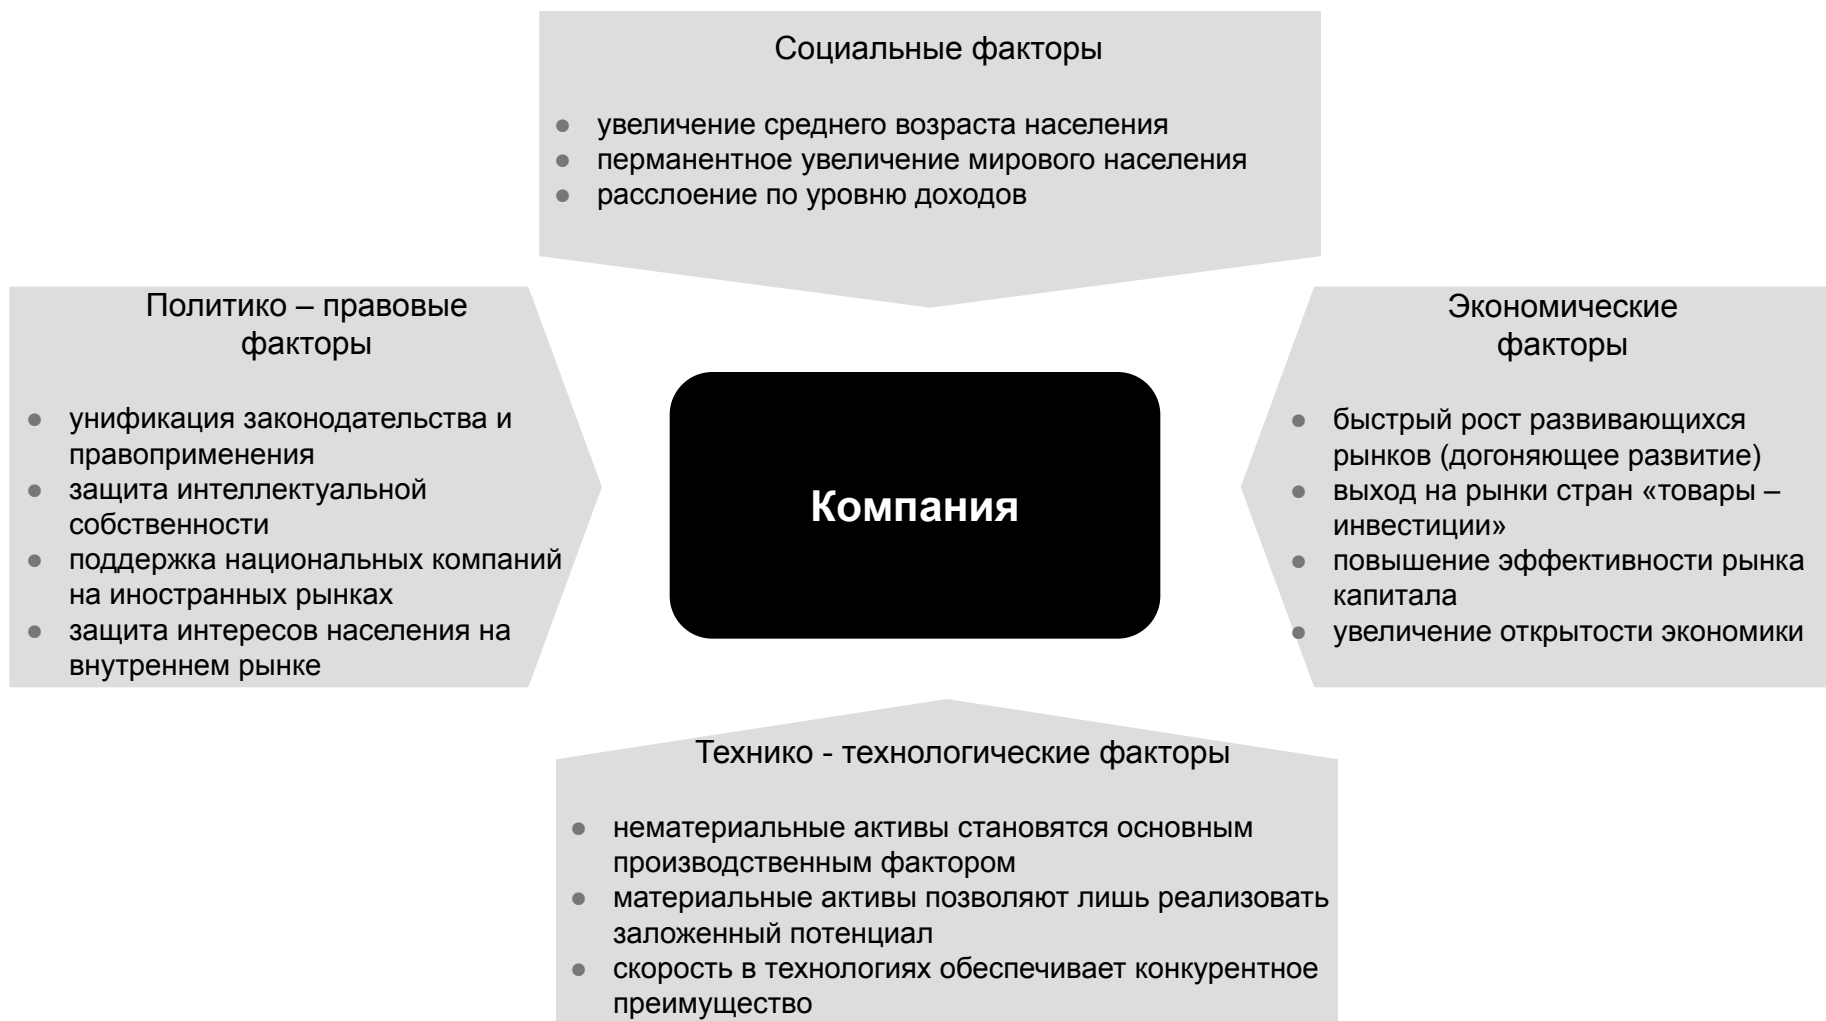 Социальные факторы
● увеличение среднего возраста населения
● перманентное увеличение мирового населения
● расслоение по уровню доходов
Политико – правовые
факторы
● унификация законодательства и
правоприменения
● защита интеллектуальной
собственности
● поддержка национальных компаний
на иностранных рынках
● защита интересов населения на
внутреннем рынке
Компания
Экономические
факторы
● быстрый рост развивающихся
рынков (догоняющее развитие)
● выход на рынки стран «товары –
инвестиции»
● повышение эффективности рынка
капитала
● увеличение открытости экономики
Технико - технологические факторы
● нематериальные активы становятся основным
производственным фактором
● материальные активы позволяют лишь реализовать
заложенный потенциал
● скорость в технологиях обеспечивает конкурентное
преимущество